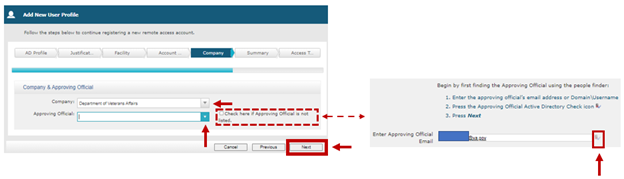 Add New User Profile
Follow the steps below to continue registering a new remote access account.
AD Profile
Justificat...
Facility
Account ...
Company
Summary
Access T...
Company & Approving Official
Company: Department of Veterans Affairs
Approving Official:
Check here if Approving Official is not
listed.
Cancel
Previous
Next
Begin by first finding the Approving Official using the people finder:
1. Enter the approving official's email address or Domain\Username
2. Press the Approving Official Active Directory Check icon
3. Press Next
Enter Approving Official
Email
@va.gov